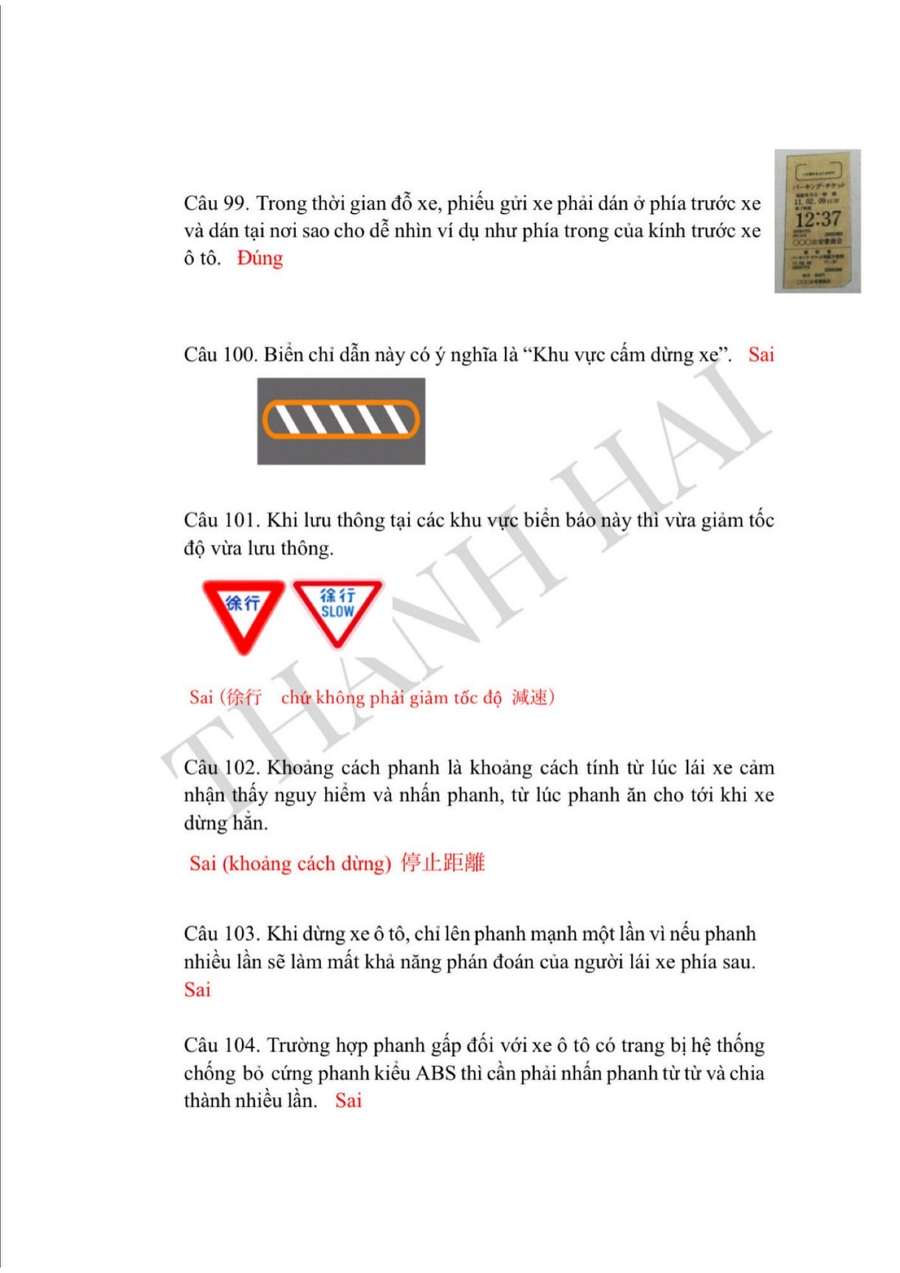 Câu 99. Trong thời gian đỗ xe, phiếu gửi xe phải dán ở phía trước xe
và dán tại nơi sao cho dễ nhìn ví dụ như phía trong của kính trước xe
ô tô. Đúng
パーキング・チケット
12:37
Câu 100. Biển chỉ dẫn này có ý nghĩa là “Khu vực cấm dừng xe”. Sai
Câu 101. Khi lưu thông tại các khu vực biển báo này thì vừa giảm tốc
độ vừa lưu thông.
徐行
徐行
SLOW
Sai (徐行 chứ không phải giảm tốc độ 減速)
Câu 102. Khoảng cách phanh là khoảng cách tính từ lúc lái xe cảm
nhận thấy nguy hiểm và nhấn phanh, từ lúc phanh ăn cho tới khi xe
dừng hẳn.
Sai (khoảng cách dừng) 停止距離
Câu 103. Khi dừng xe ô tô, chỉ lên phanh mạnh một lần vì nếu phanh
nhiều lần sẽ làm mất khả năng phán đoán của người lái xe phía sau.
Sai
Câu 104. Trường hợp phanh gấp đối với xe ô tô có trang bị hệ thống
chống bỏ cứng phanh kiểu ABS thì cần phải nhấn phanh từ từ và chia
thành nhiều lần. Sai
THANH HAI